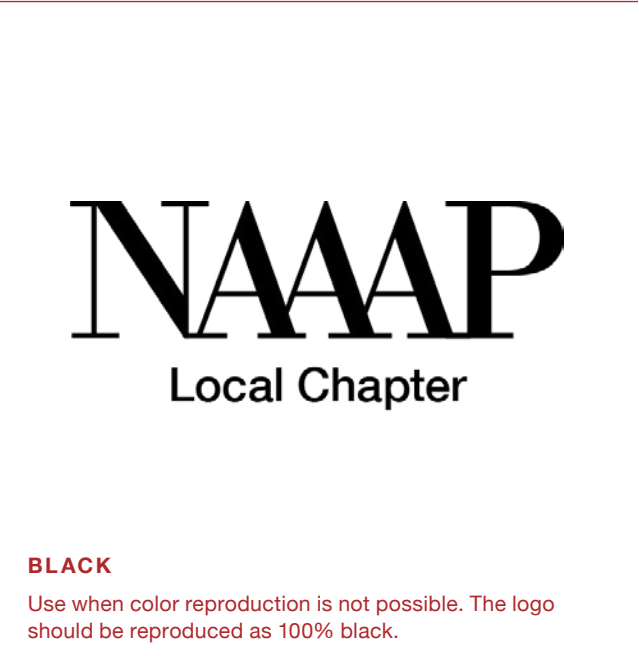 NAAAP
Local Chapter
BLACK
Use when color reproduction is not possible. The logo
should be reproduced as 100% black.